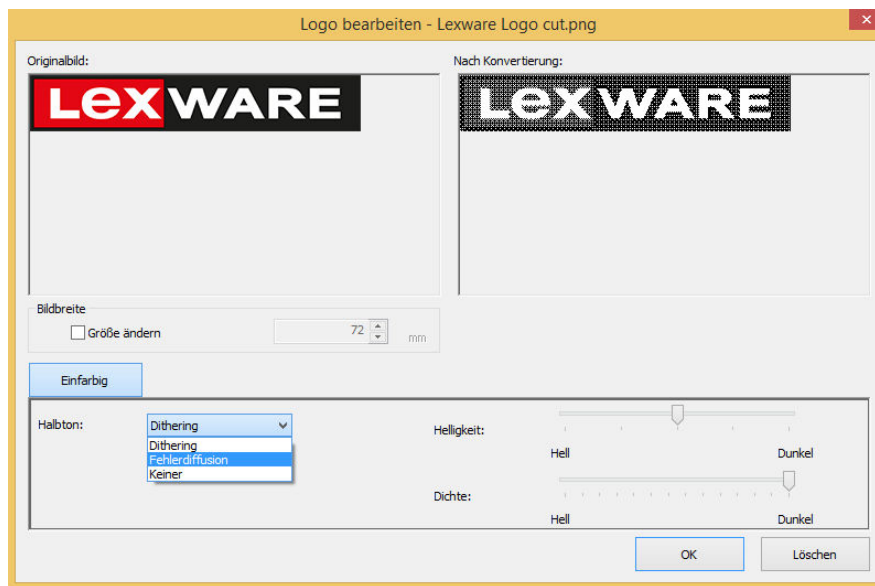 Logo bearbeiten - Lexware Logo cut.png
Originalbild:
Nach Konvertierung:
LeXWARE
LeXWARE
Bildbreite
Größe ändern
72
mm
Einfarbig
Halbton:
Dithering
Dithering
Fehlerdiffusion
Keiner
Helligkeit:
Hell
Dunkel
Dichte:
Hell
Dunkel
OK
Löschen